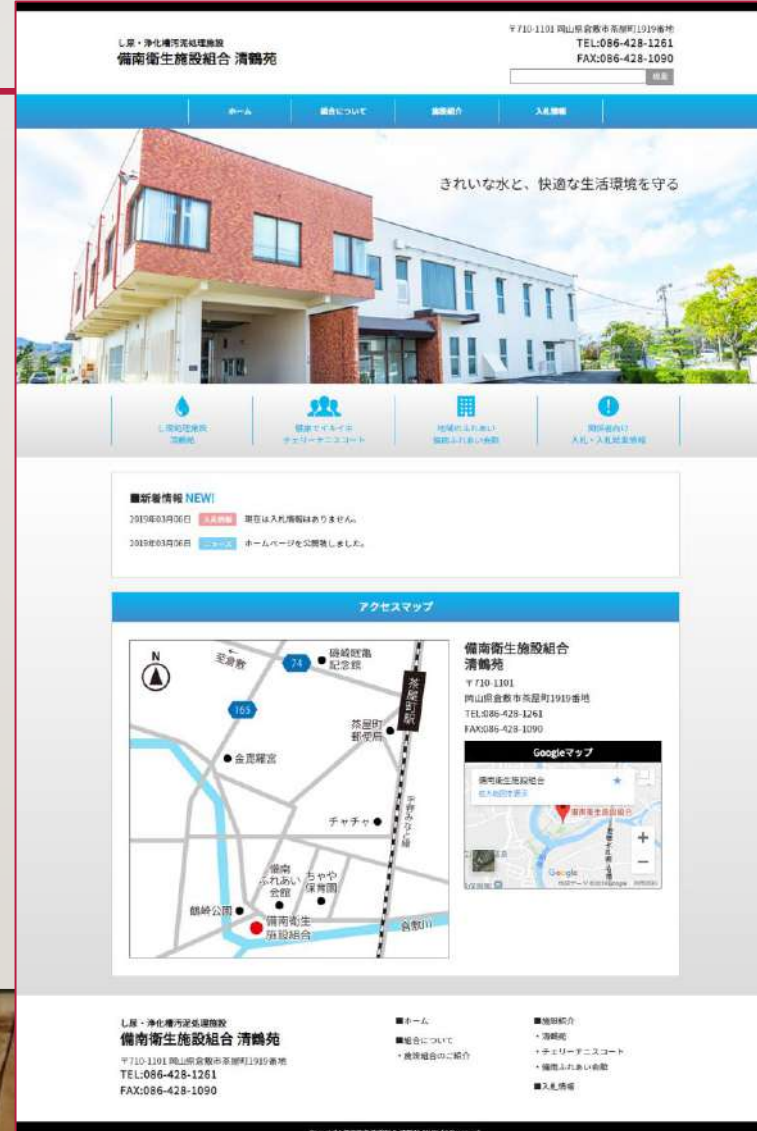 し尿・浄化槽汚泥処理施設
備南衛生施設組合 清鶴苑
〒710-1101 岡山県倉敷市茶屋町1919番地
TEL:086-428-1261
FAX:086-428-1090
検索
ホーム
組合について
施設紹介
入札情報
きれいな水と、快適な生活環境を守る
し尿処理施設
清鶴苑
健康でイキイキ
チェリーテニスコート
地域のふれあい
備南ふれあい会館
関係者向け
入札・入札結果情報
■新着情報 NEW!
2019年03月06日 入札情報 現在は入札情報はありません。
2019年03月06日 ニュース ホームページを公開致しました。
アクセスマップ
N
至倉敷
74
磯崎眠亀
記念館
茶屋町駅
165
茶屋町
郵便局
金毘羅宮
宇野みなと線
チャチャ
備南
ふれあい
会館
ちゃや
保育園
鶴崎公園
備南衛生
施設組合
倉敷川
備南衛生施設組合
清鶴苑
〒710-1101
岡山県倉敷市茶屋町1919番地
TEL:086-428-1261
FAX:086-428-1090
Googleマップ
備南衛生施設組合
拡大地図を表示
備南衛生施設組合
Google
し尿・浄化槽汚泥処理施設
備南衛生施設組合 清鶴苑
〒710-1101 岡山県倉敷市茶屋町1919番地
TEL:086-428-1261
FAX:086-428-1090
■ホーム
■組合について
・施設組合のご紹介
■施設紹介
・清鶴苑
・チェリーテニスコート
・備南ふれあい会館
■入札情報